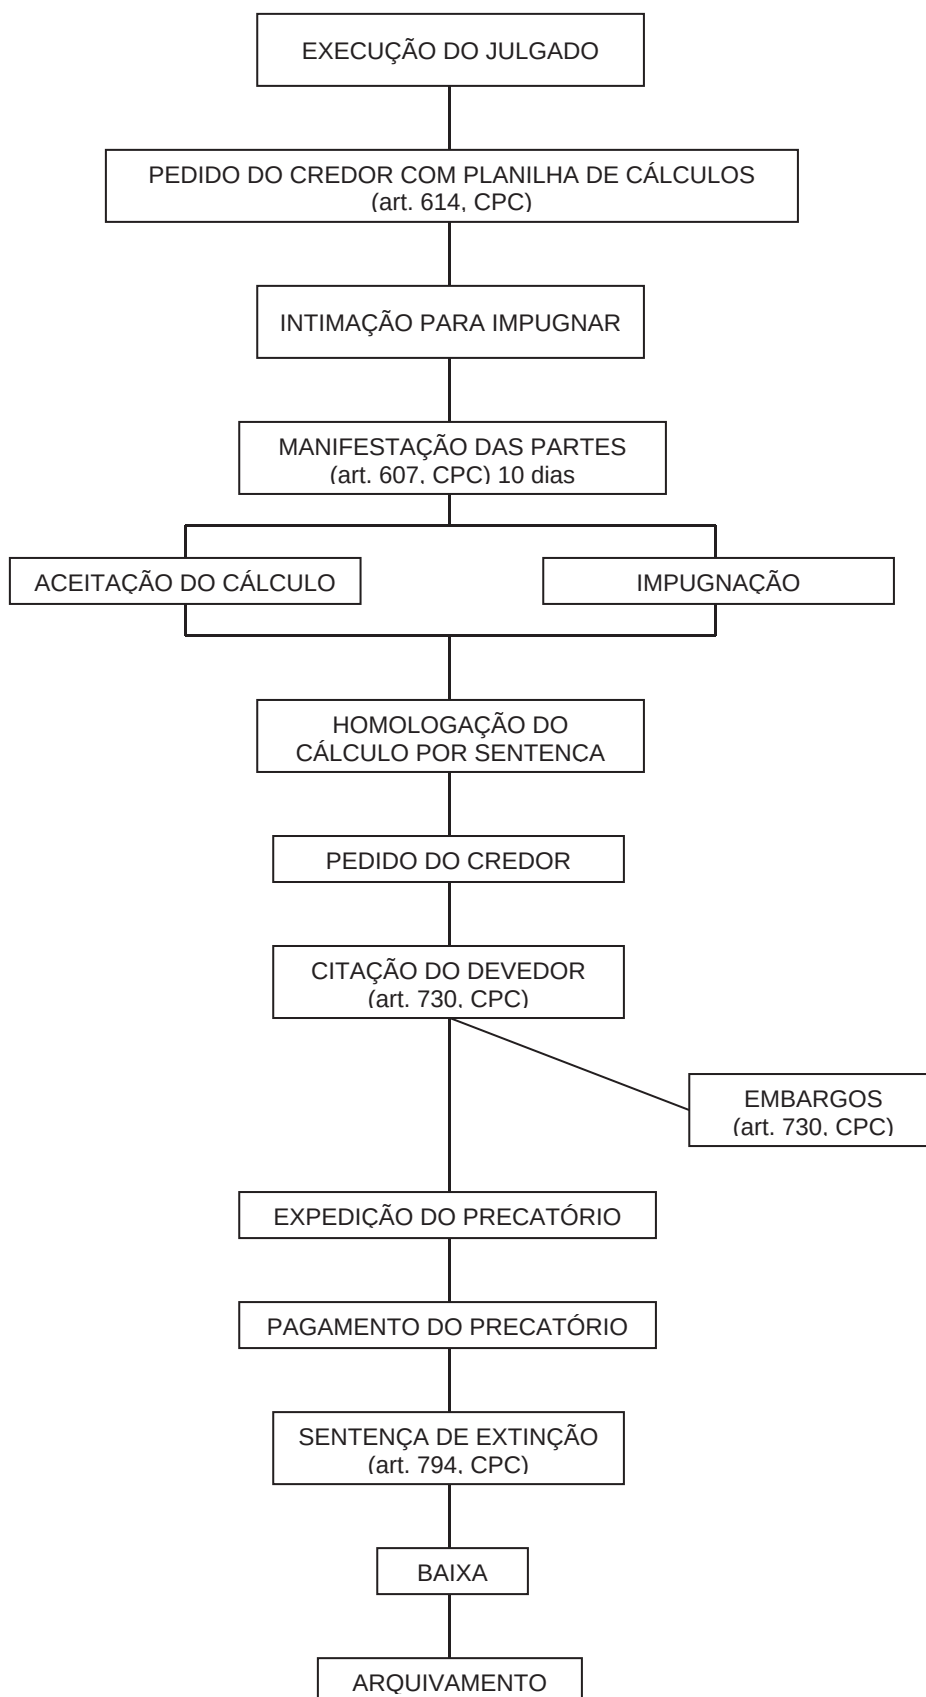 EXECUÇÃO DO JULGADO
PEDIDO DO CREDOR COM PLANILHA DE CÁLCULOS
(art. 614, CPC)
INTIMAÇÃO PARA IMPUGNAR
MANIFESTAÇÃO DAS PARTES
(art. 607, CPC) 10 dias
ACEITAÇÃO DO CÁLCULO
IMPUGNAÇÃO
HOMOLOGAÇÃO DO
CÁLCULO POR SENTENÇA
PEDIDO DO CREDOR
CITAÇÃO DO DEVEDOR
(art. 730, CPC)
EMBARGOS
(art. 730, CPC)
EXPEDIÇÃO DO PRECATÓRIO
PAGAMENTO DO PRECATÓRIO
SENTENÇA DE EXTINÇÃO
(art. 794, CPC)
BAIXA
ARQUIVAMENTO